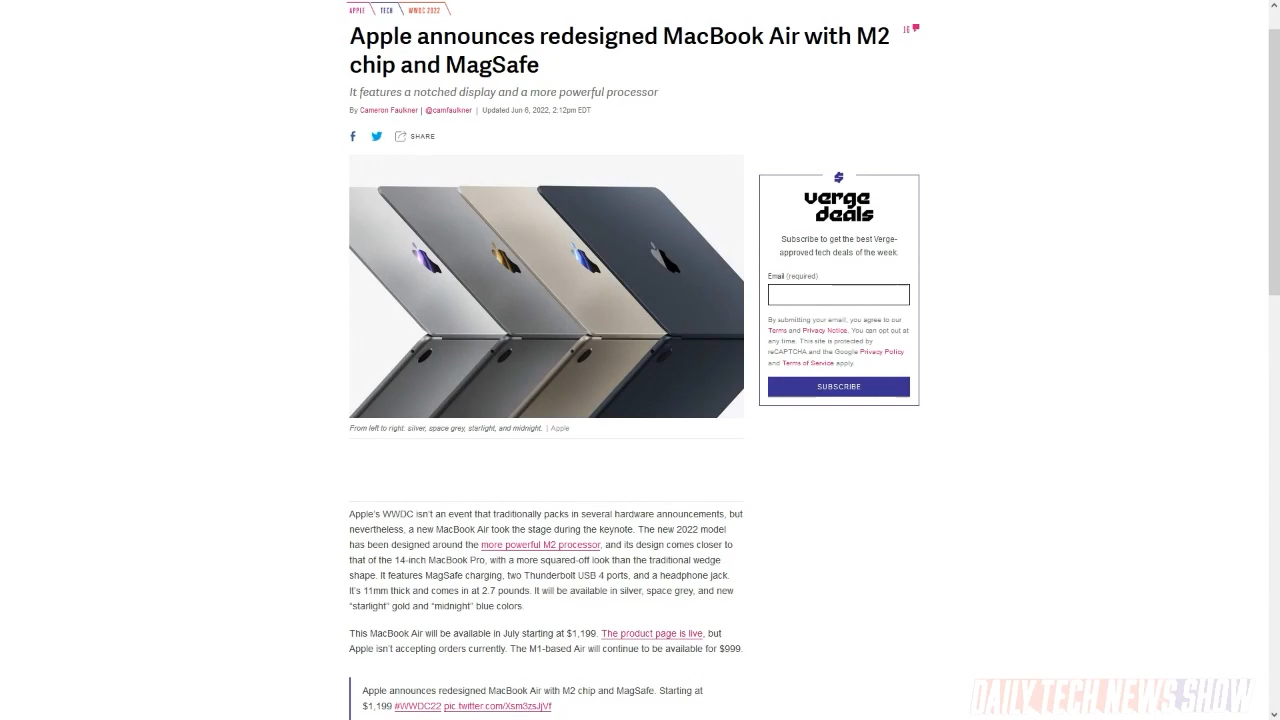 APPLE TECH WWDC 2022
Apple announces redesigned MacBook Air with M2
chip and MagSafe
16
It features a notched display and a more powerful processor
By Cameron Faulkner | @camfaulkner | Updated Jun 6, 2022, 2:12pm EDT
SHARE
From left to right: silver, space grey, starlight, and midnight. | Apple
verge
deals
Subscribe to get the best Verge-
approved tech deals of the week.
Email (required)
By submitting your email, you agree to our
Terms and Privacy Notice. You can opt out at
any time. This site is protected by
reCAPTCHA and the Google Privacy Policy
and Terms of Service apply.
SUBSCRIBE
Apple's WWDC isn't an event that traditionally packs in several hardware announcements, but
nevertheless, a new MacBook Air took the stage during the keynote. The new 2022 model
has been designed around the more powerful M2 processor, and its design comes closer to
that of the 14-inch MacBook Pro, with a more squared-off look than the traditional wedge
shape. It features MagSafe charging, two Thunderbolt USB 4 ports, and a headphone jack.
It's 11mm thick and comes in at 2.7 pounds. It will be available in silver, space grey, and new
“starlight” gold and “midnight” blue colors.
This MacBook Air will be available in July starting at $1,199. The product page is live, but
Apple isn't accepting orders currently. The M1-based Air will continue to be available for $999.
Apple announces redesigned MacBook Air with M2 chip and MagSafe. Starting at
$1,199 #WWDC22 pic.twitter.com/Xsm3zsJjVf
DAILY TECH NEWS SHOW